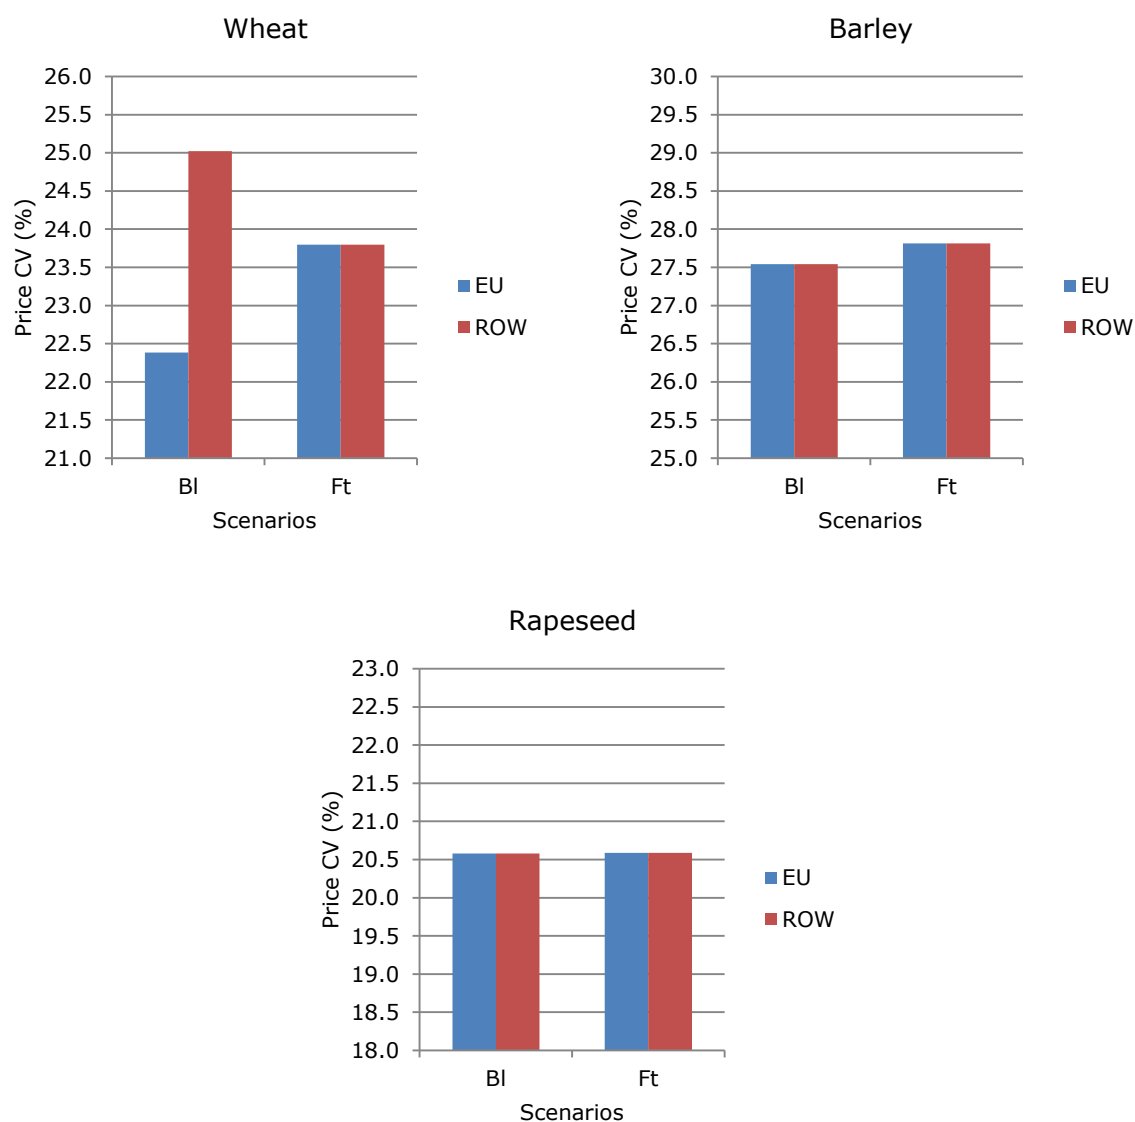 Wheat
26.0
25.5
25.0
24.5
24.0
23.5
23.0
22.5
22.0
21.5
21.0
Price CV (%)
Bl Ft
Scenarios
EU
ROW
Barley
30.0
29.5
29.0
28.5
28.0
27.5
27.0
26.5
26.0
25.5
25.0
Price CV (%)
Bl Ft
Scenarios
EU
ROW
Rapeseed
23.0
22.5
22.0
21.5
21.0
20.5
20.0
19.5
19.0
18.5
18.0
Price CV (%)
Bl Ft
Scenarios
EU
ROW